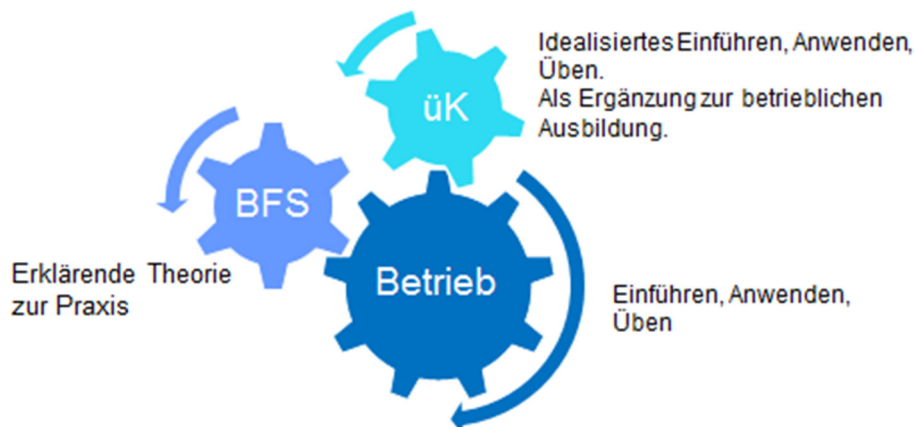 Idealisiertes Einführen, Anwenden,
Üben.
Als Ergänzung zur betrieblichen
Ausbildung.
üK
BFS
Erklärende Theorie
zur Praxis
Betrieb
Einführen, Anwenden,
Üben